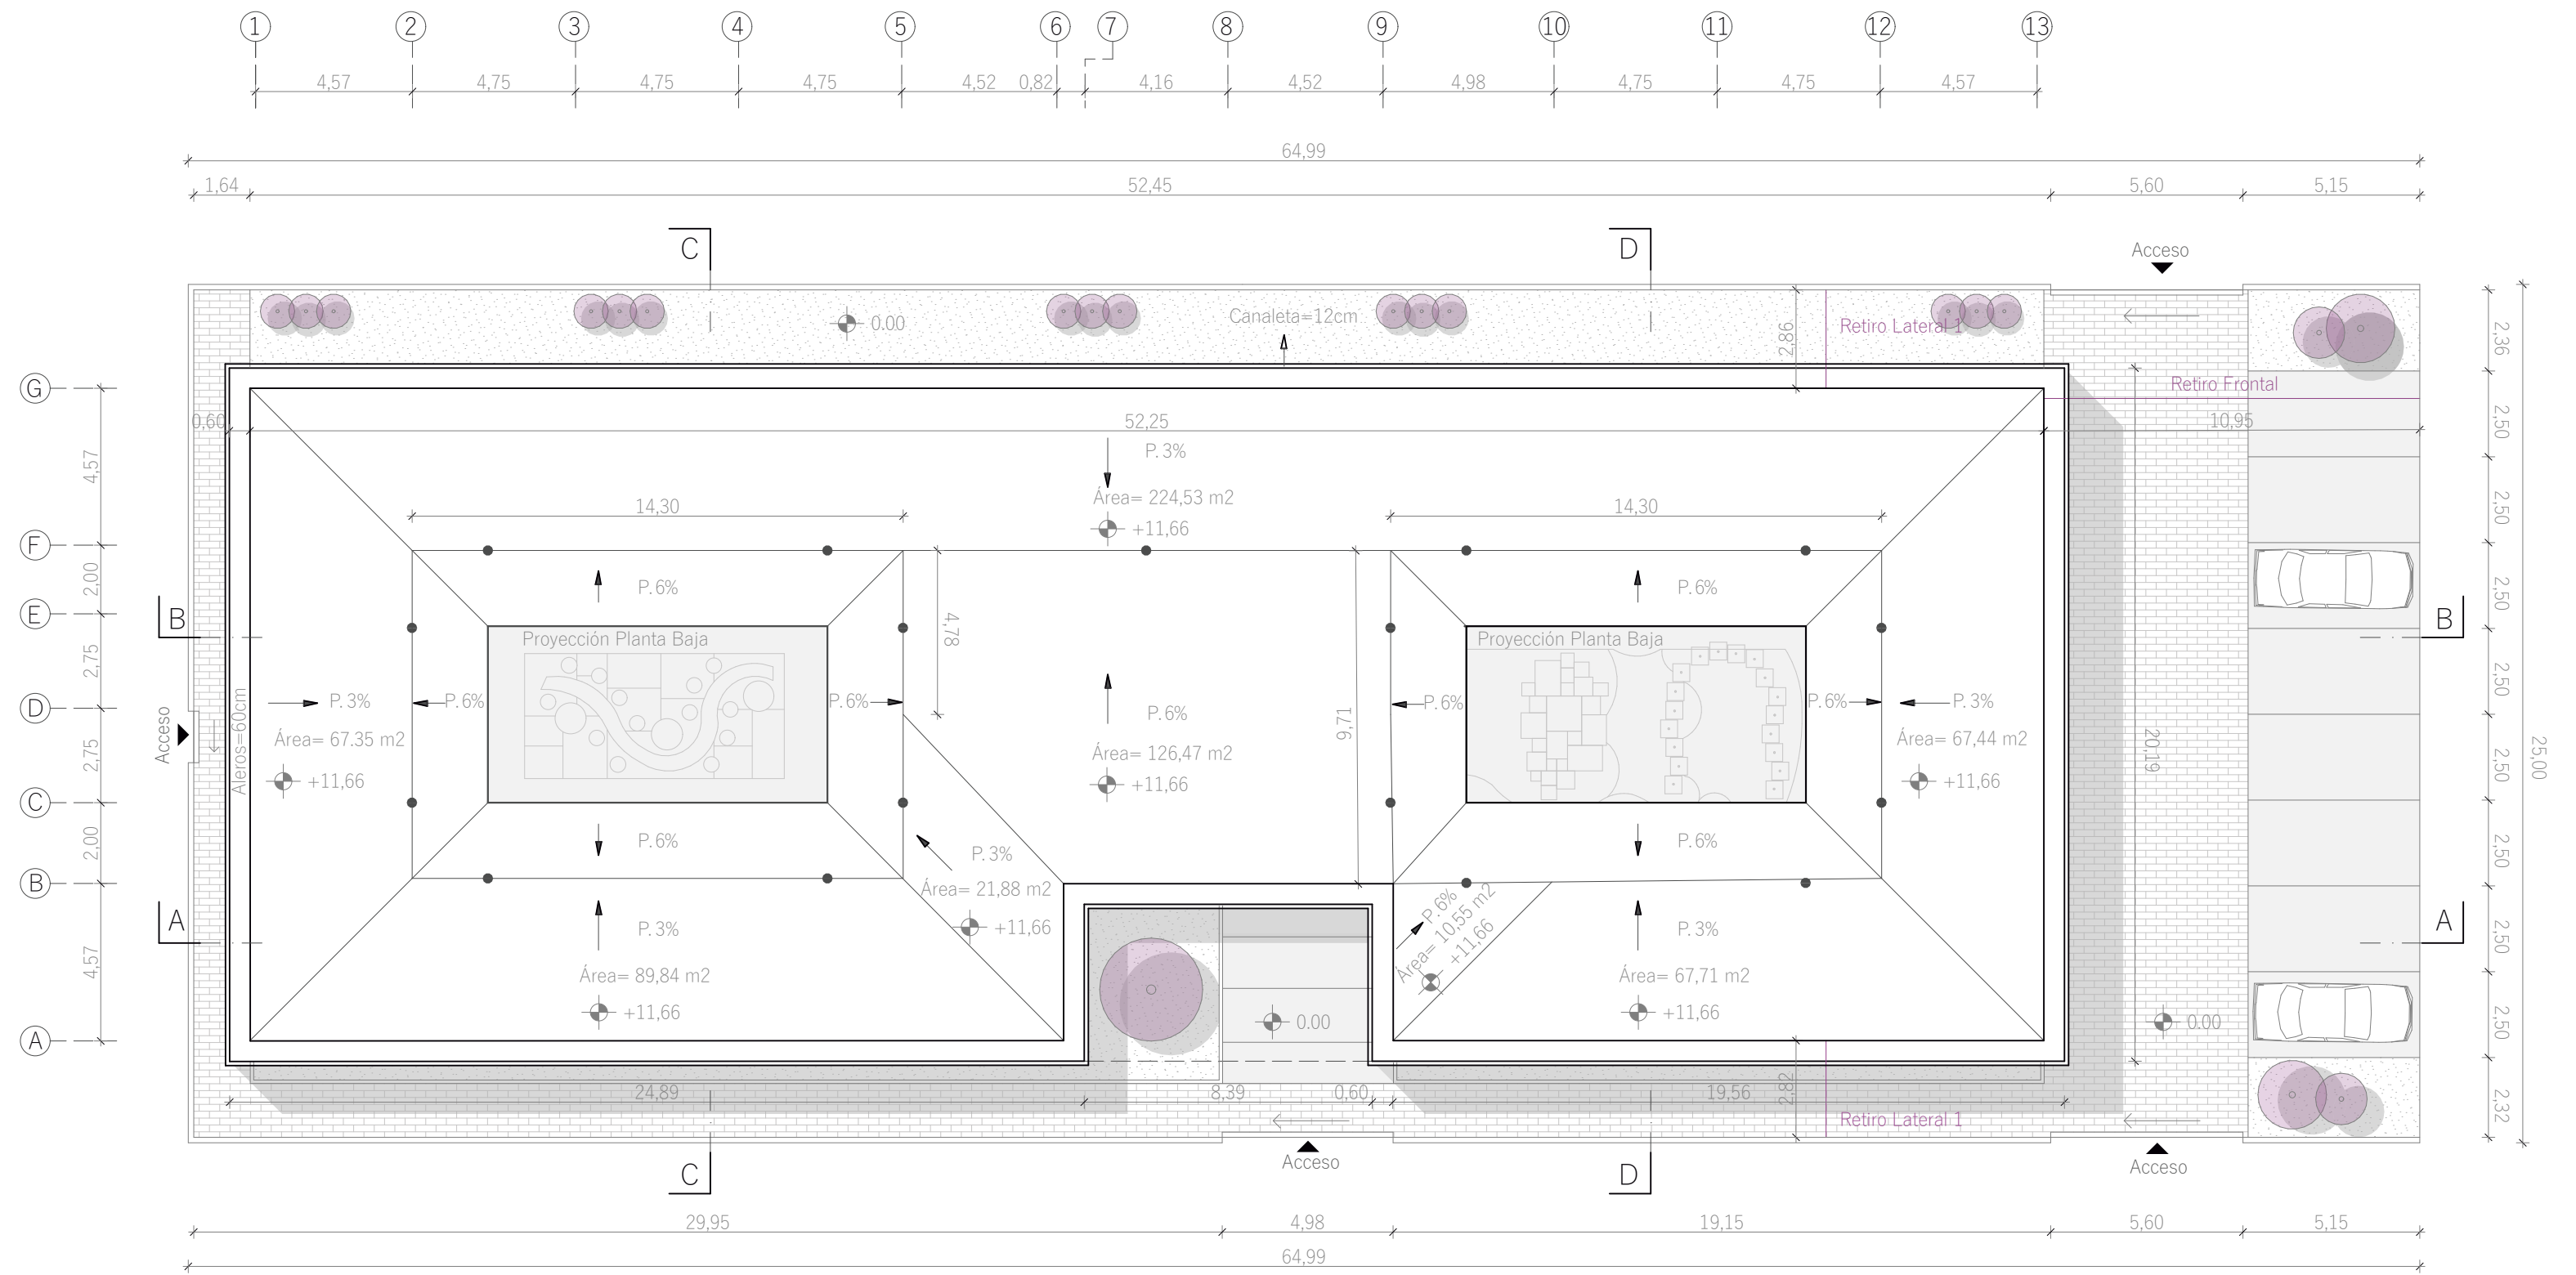 1 2 3 4 5 6 7 8 9 10 11 12 13
4,57 4,75 4,75 4,75 4,52 0,82 4,16 4,52 4,98 4,75 4,75 4,57
64,99
1,64 52,45 5,60 5,15
C D
Acceso
Canaleta=12cm
0.00
Retiro Lateral 1
2,86
2,36
G
Retiro Frontal
0,60 52,25 10,95
2,50
P. 3%
4,57
Área= 224,53 m2
14,30 14,30
2,50
+11,66
F
P. 6% P. 6%
2,00
2,50
E
B B
Proyección Planta Baja Proyección Planta Baja
4,78
2,75
2,50
P. 3% P. 6% P. 6% P. 6% P. 6% P. 6% P. 3%
D
Acceso
Aleros=60cm
9,71
Área= 67.35 m2 Área= 126,47 m2 Área= 67,44 m2
20,19
25,00
2,75
2,50
+11,66 +11,66 +11,66
C
P. 6% P. 6%
2,00
2,50
P. 3%
B
Área= 21,88 m2
P. 6%
Área= 10,55 m2
+11,66
A A
+11,66
P. 3% P. 3%
4,57
2,50
Área= 89,84 m2 Área= 67,71 m2
+11,66 +11,66
0.00 0.00
2,50
A
24,89 8,39 0,60 19,56
2,82
2,32
Retiro Lateral 1
Acceso Acceso
C D
29,95 4,98 19,15 5,60 5,15
64,99